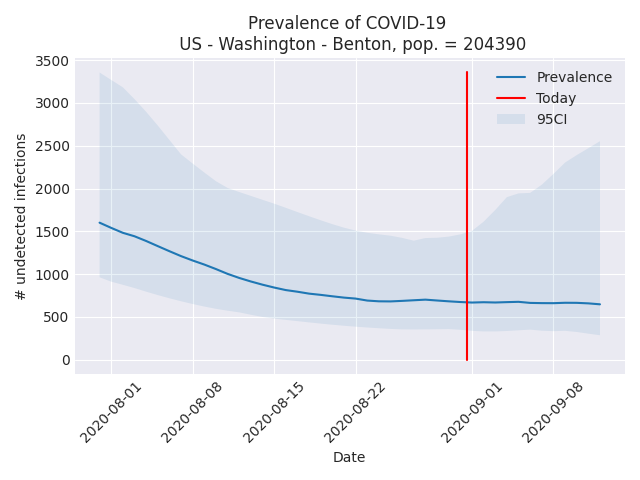 Prevalence of COVID-19
US - Washington - Benton, pop. = 204390
# undetected infections
3500
3000
2500
2000
1500
1000
500
0
Prevalence
Today
95CI
2020-08-01
2020-08-08
2020-08-15
2020-08-22
2020-09-01
2020-09-08
Date